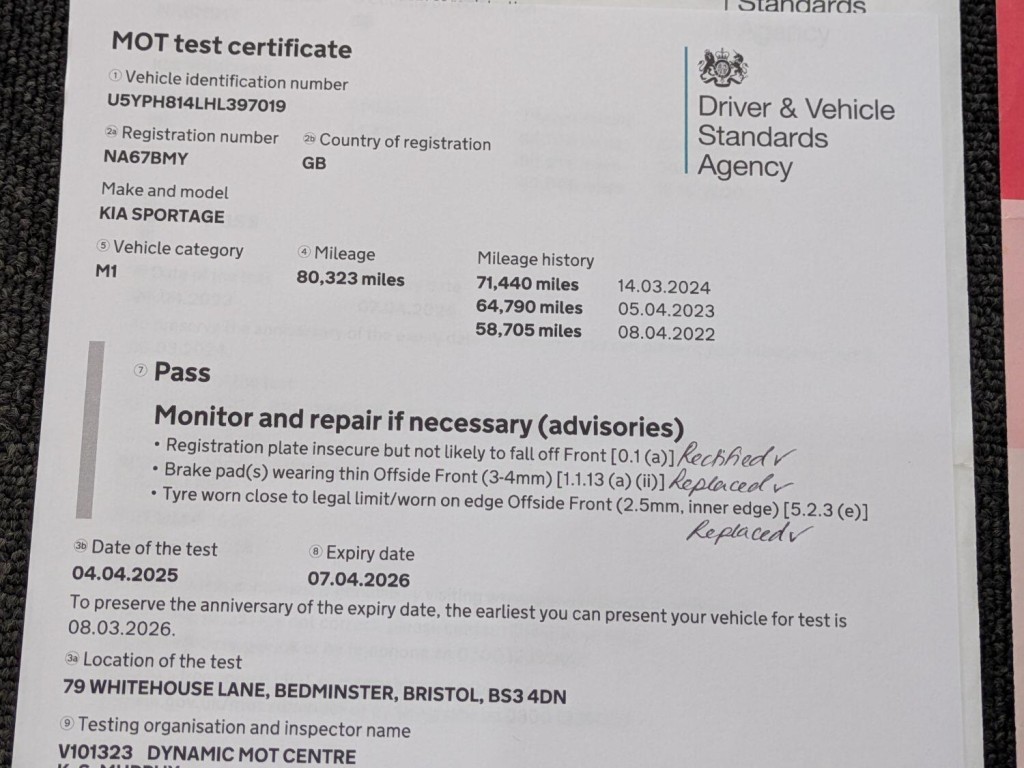 Standards
MOT test certificate
① Vehicle identification number
U5YPH814LHL397019
Driver & Vehicle
Standards
Agency
2a Registration number
2b Country of registration
NA67BMY
GB
Make and model
KIA SPORTAGE
⑤ Vehicle category
④ Mileage
Mileage history
M1
80,323 miles
71,440 miles 14.03.2024
64,790 miles 05.04.2023
58,705 miles 08.04.2022
⑦ Pass
Monitor and repair if necessary (advisories)
• Registration plate insecure but not likely to fall off Front [0.1 (a)] Rectified ✓
• Brake pad(s) wearing thin Offside Front (3-4mm) [1.1.13 (a) (ii)] Replaced ✓
• Tyre worn close to legal limit/worn on edge Offside Front (2.5mm, inner edge) [5.2.3 (e)]
Replaced ✓
3b Date of the test
⑧ Expiry date
04.04.2025
07.04.2026
To preserve the anniversary of the expiry date, the earliest you can present your vehicle for test is
08.03.2026.
3a Location of the test
79 WHITEHOUSE LANE, BEDMINSTER, BRISTOL, BS3 4DN
⑨ Testing organisation and inspector name
V101323 DYNAMIC MOT CENTRE